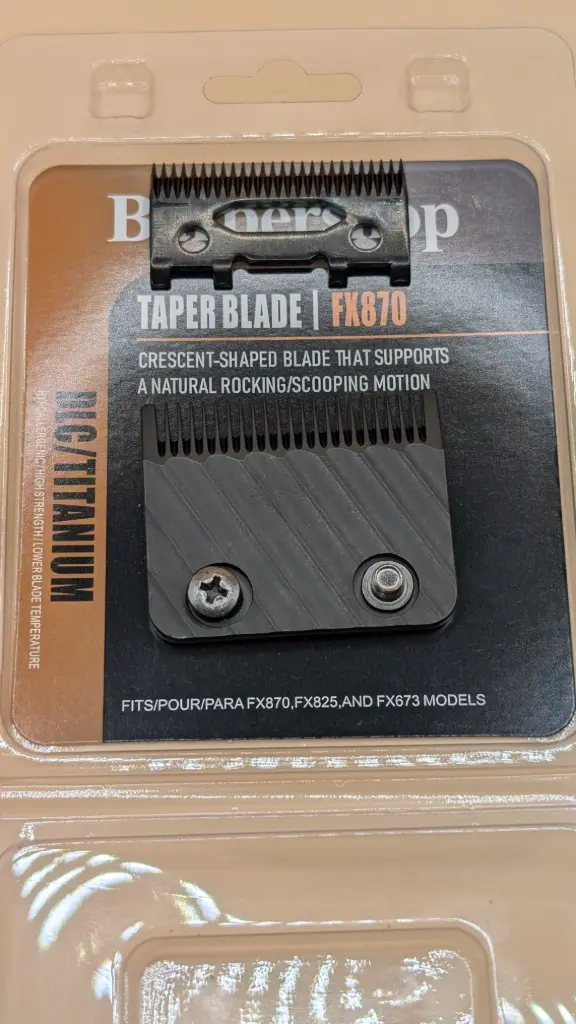 TAPER BLADE | FX870
CRESCENT-SHAPED BLADE THAT SUPPORTS
A NATURAL ROCKING/SCOOPING MOTION
DLC/TITANIUM
HYPOALLERGENIC/HIGH STRENGTH/LOWER BLADE TEMPERATURE
FITS/POUR/PARA FX870,FX825,AND FX673 MODELS